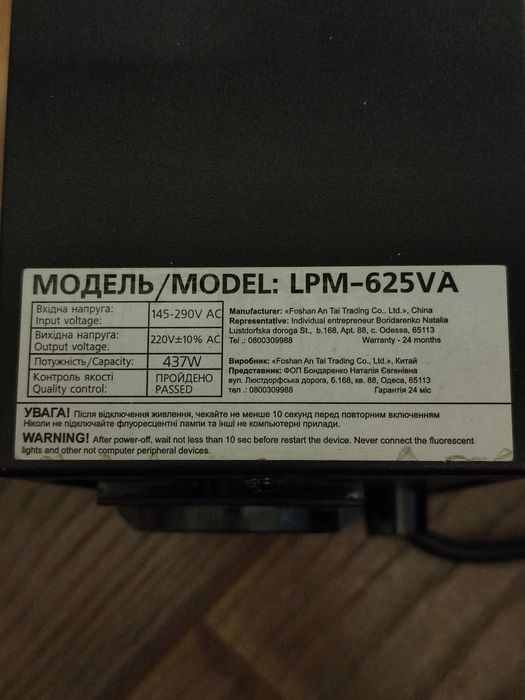 МОДЕЛЬ/MODEL: LPM-625VA
Вхідна напруга:
Input voltage:
145-290V AC
Вихідна напруга:
Output voltage:
220V±10% AC
Потужність/Capacity:
437W
Контроль якості
Quality control:
ПРОЙДЕНО
PASSED
Manufacturer: «Foshan An Tai Trading Co., Ltd.», China
Representative: Individual entrepreneur Bondarenko Natalia
Lustdorfska doroga St., b.168, Apt. 88, c. Odessa, 65113
Tel .: 0800309988 Warranty - 24 months
Виробник: «Foshan An Tai Trading Co., Ltd.», Китай
Представник: ФОП Бондаренко Наталія Євгенівна
вул. Люстдорфська дорога, б.168, кв. 88, Одеса, 65113
тел .: 0800309988 Гарантія 24 міс
УВАГА! Після відключення живлення, чекайте не менше 10 секунд перед повторним включенням
Ніколи не підключайте флуоресцентні лампи та інші не компьютерні прилади.
WARNING! After power-off, wait not less than 10 sec before restart the device. Never connect the fluorescent
lights and other not computer peripheral devices.